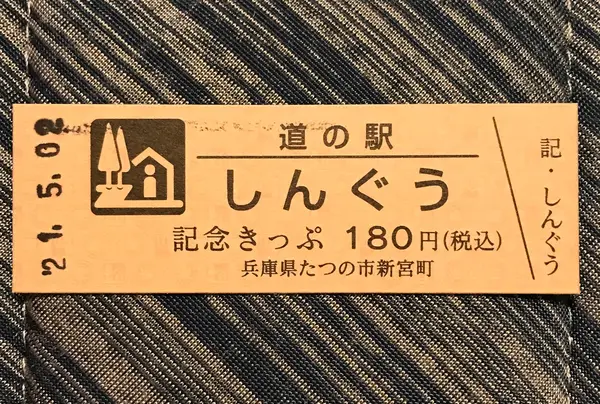 21.5.02
道の駅
しんぐう
記念きっぷ 180円(税込)
兵庫県たつの市新宮町
記・しんぐう